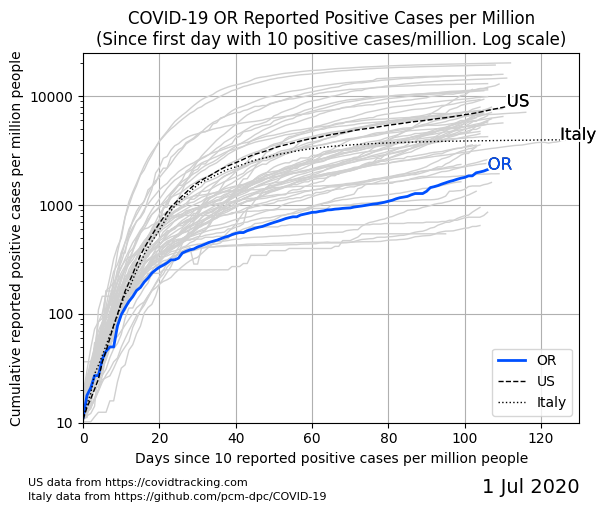 COVID-19 OR Reported Positive Cases per Million
(Since first day with 10 positive cases/million. Log scale)
Cumulative reported positive cases per million people
10000
1000
100
10
US
Italy
OR
OR
US
Italy
0 20 40 60 80 100 120
Days since 10 reported positive cases per million people
US data from https://covidtracking.com
Italy data from https://github.com/pcm-dpc/COVID-19
1 Jul 2020